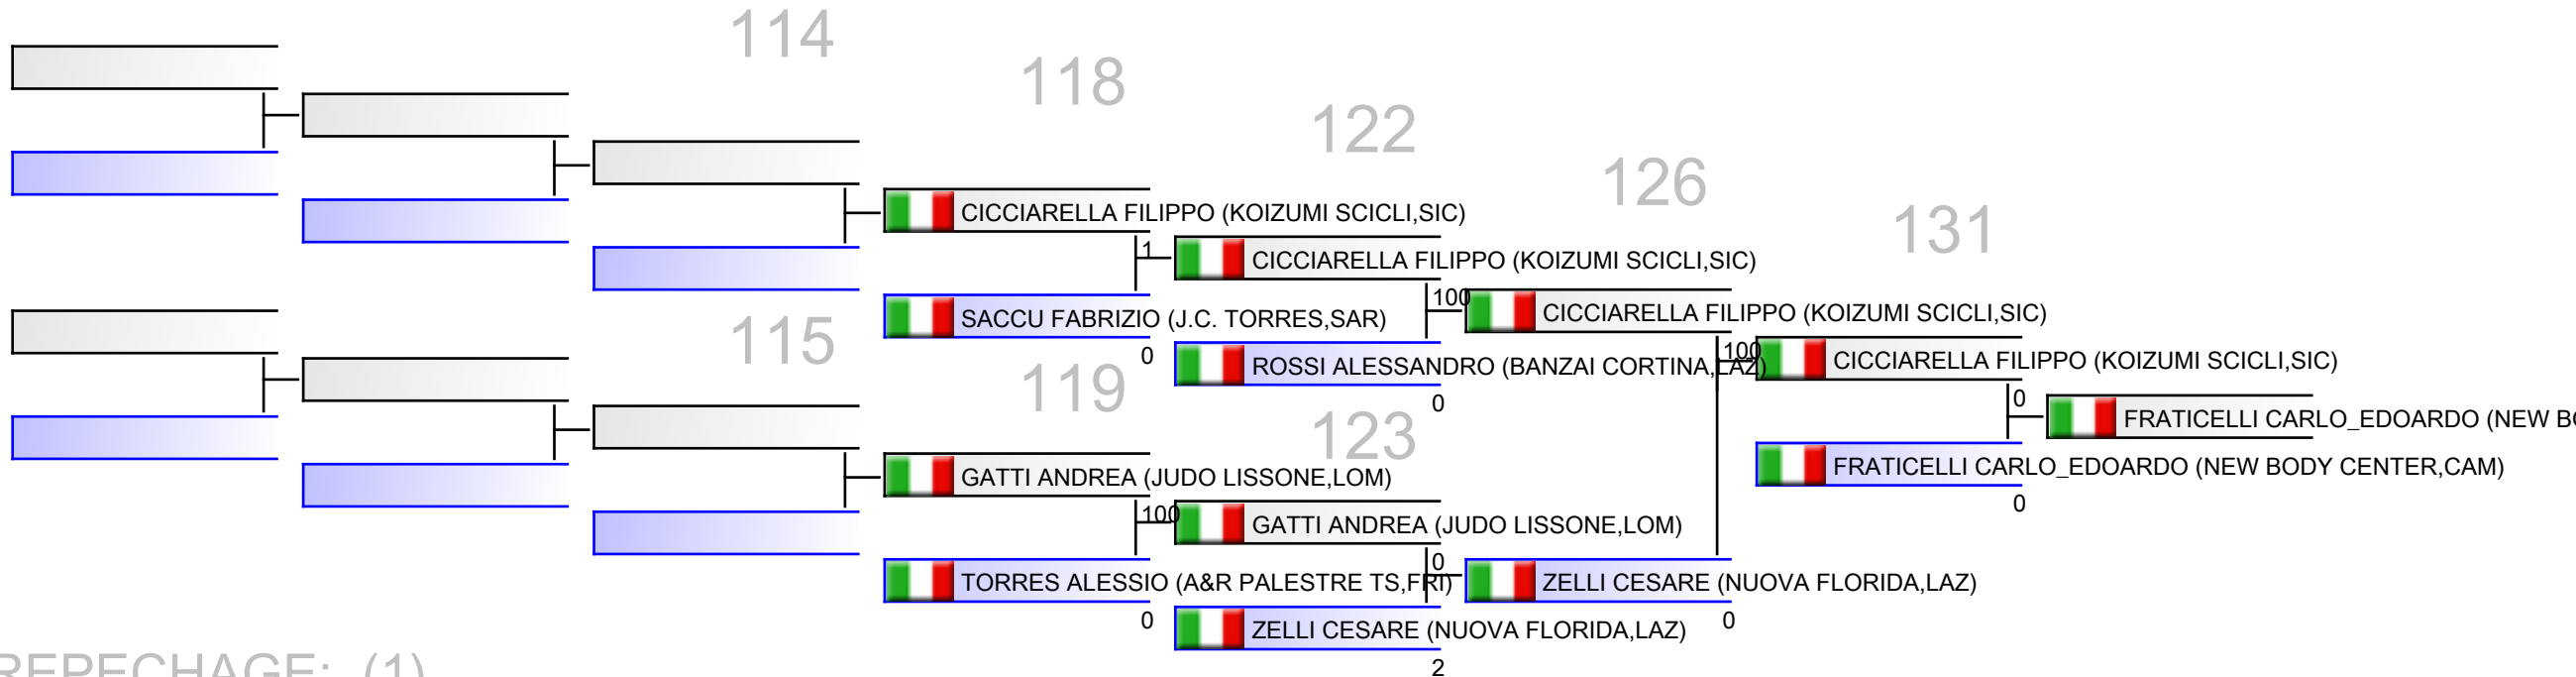 114
118
122
126
131
CICCIARELLA FILIPPO (KOIZUMI SCICLI,SIC)
1
CICCIARELLA FILIPPO (KOIZUMI SCICLI,SIC)
SACCU FABRIZIO (J.C. TORRES,SAR)
0
100
CICCIARELLA FILIPPO (KOIZUMI SCICLI,SIC)
ROSSI ALESSANDRO (BANZAI CORTINA,LAZ)
0
100
CICCIARELLA FILIPPO (KOIZUMI SCICLI,SIC)
0
FRATICELLI CARLO_EDOARDO (NEW BO
FRATICELLI CARLO_EDOARDO (NEW BODY CENTER,CAM)
0
115
119
123
GATTI ANDREA (JUDO LISSONE,LOM)
100
GATTI ANDREA (JUDO LISSONE,LOM)
TORRES ALESSIO (A&R PALESTRE TS,FRI)
0
0
ZELLI CESARE (NUOVA FLORIDA,LAZ)
0
ZELLI CESARE (NUOVA FLORIDA,LAZ)
2
REPECHAGE: (1)